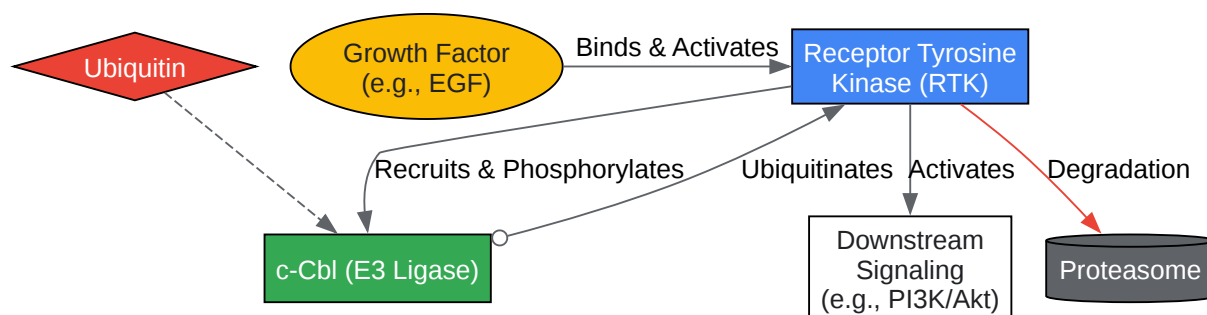 Ubiquitin
Growth Factor
(e.g., EGF)
Binds & Activates
Receptor Tyrosine
Kinase (RTK)
Recruits & Phosphorylates
Ubiquitinates
Activates
Degradation
c-Cbl (E3 Ligase)
Downstream
Signaling
(e.g., PI3K/Akt)
Proteasome